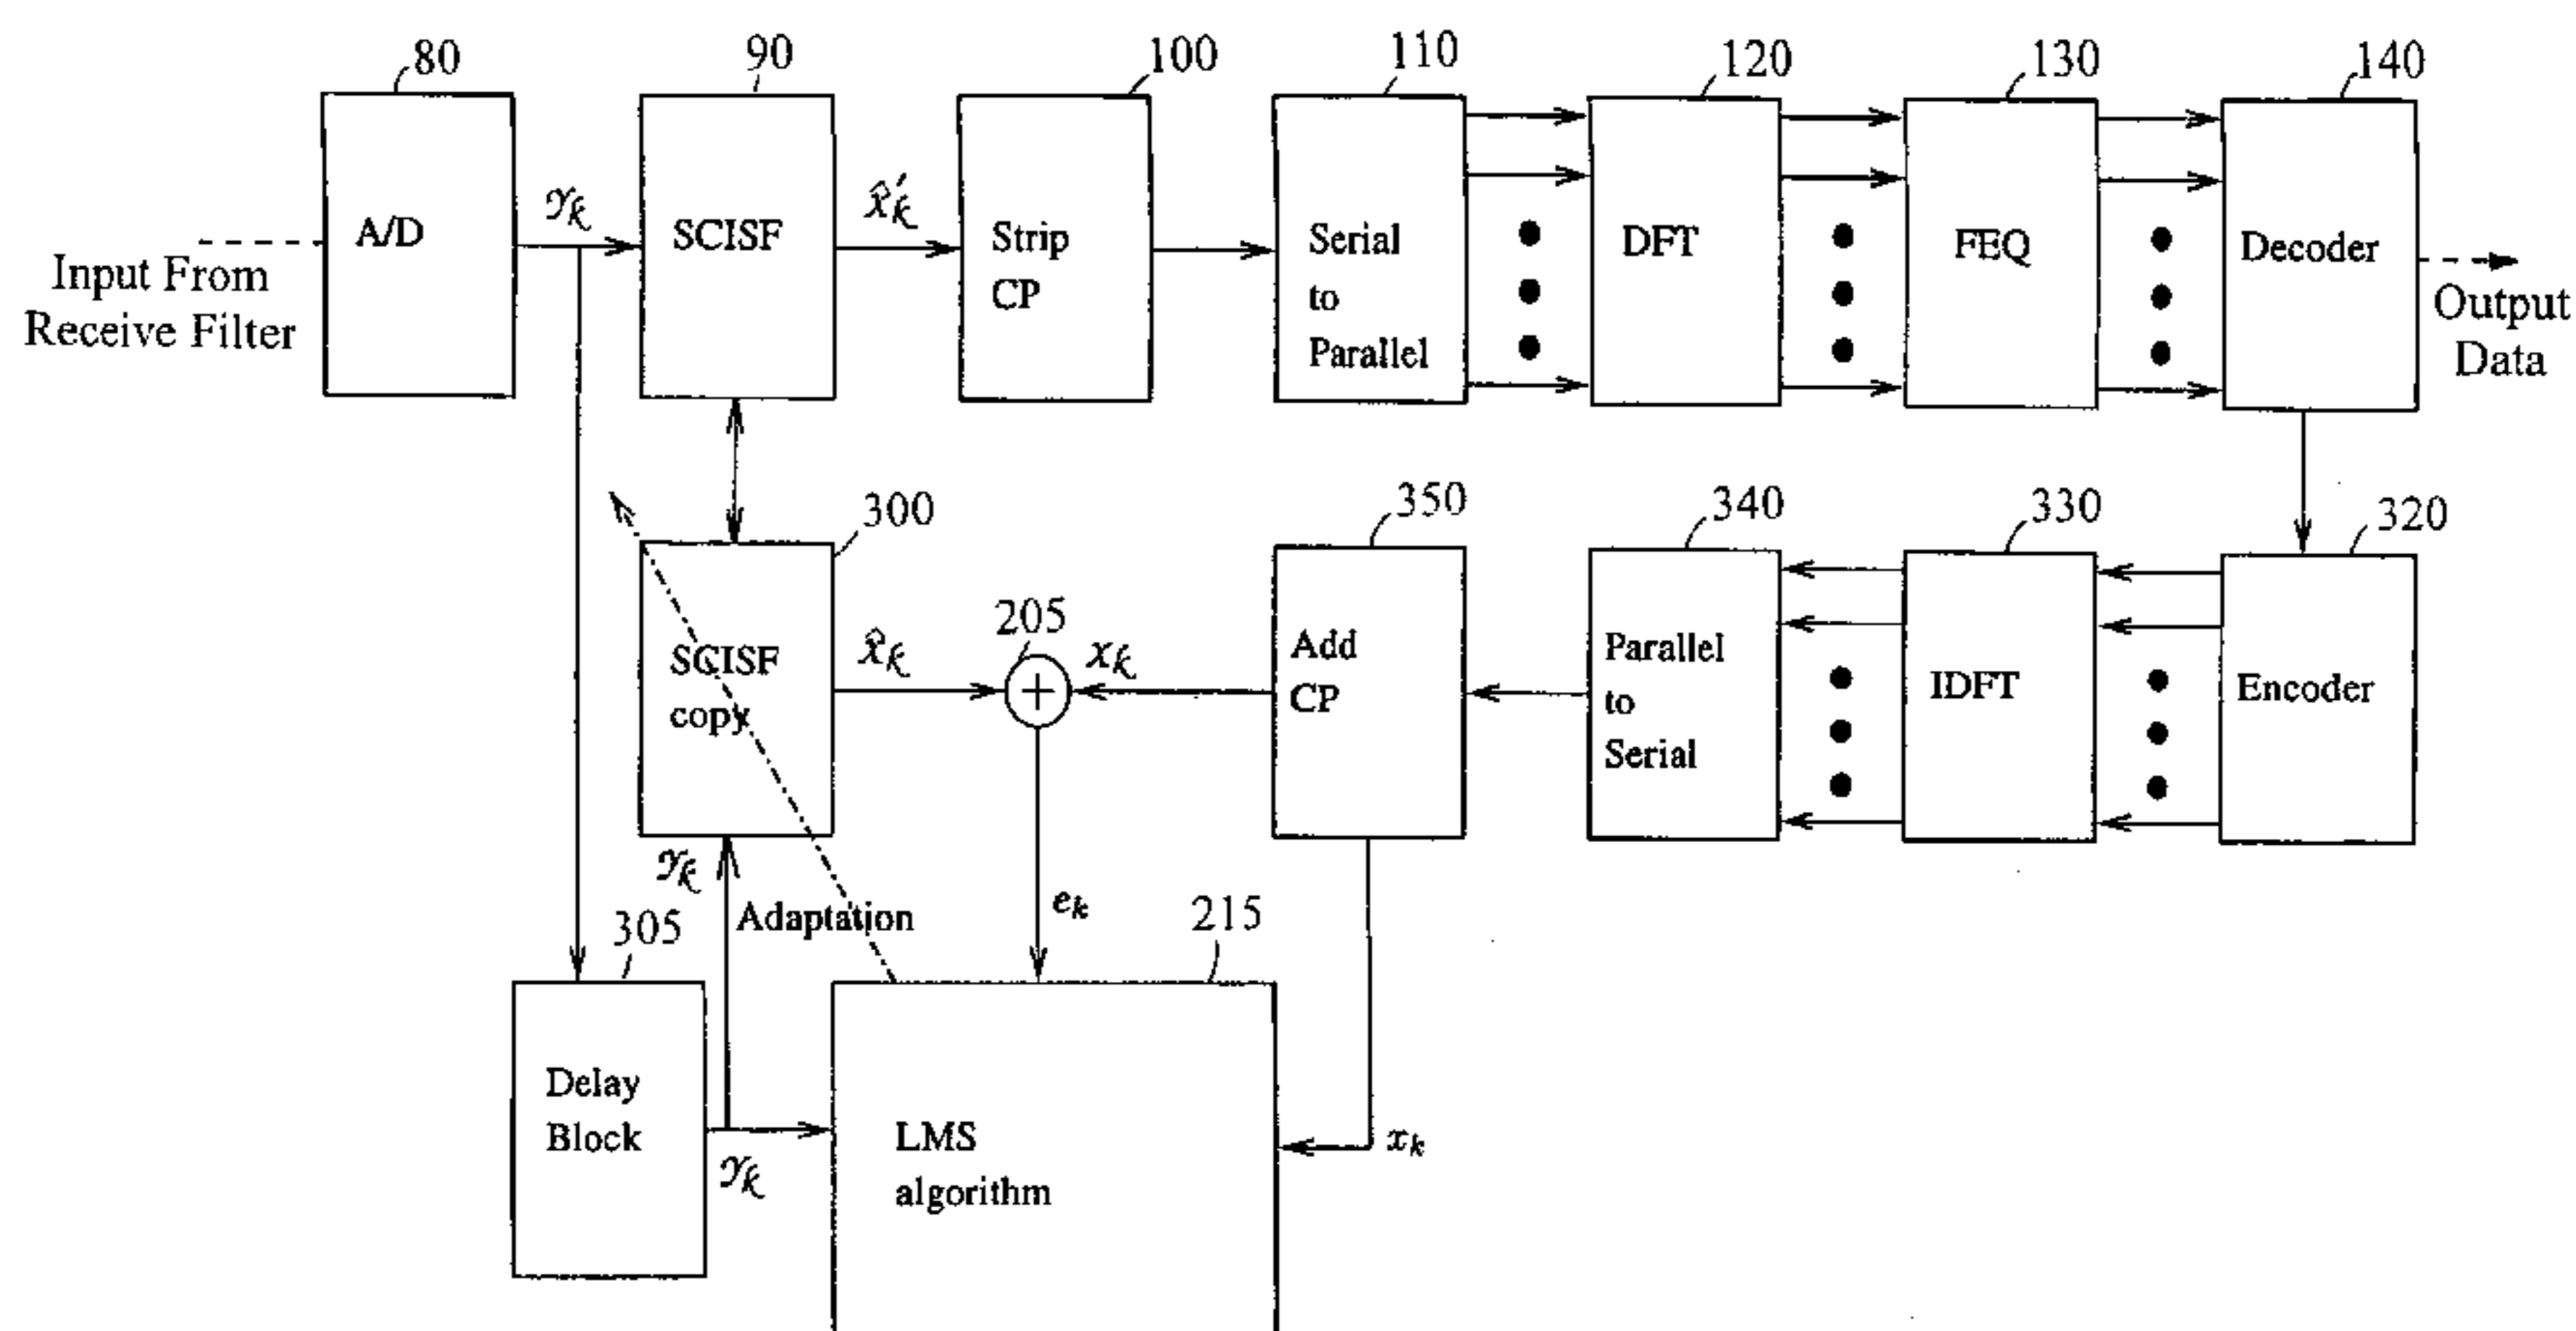 80
90
100
110
120
130
140
A/D
y_k
SCISF
x̂'_k
Strip
CP
Serial
to
Parallel
DFT
FEQ
Decoder
Input From
Receive Filter
Output
Data
300
350
340
330
320
SCISF
copy
x̂_k
205
+
x_k
Add
CP
Parallel
to
Serial
IDFT
Encoder
y_k
Adaptation
e_k
305
215
Delay
Block
y_k
LMS
algorithm
x_k